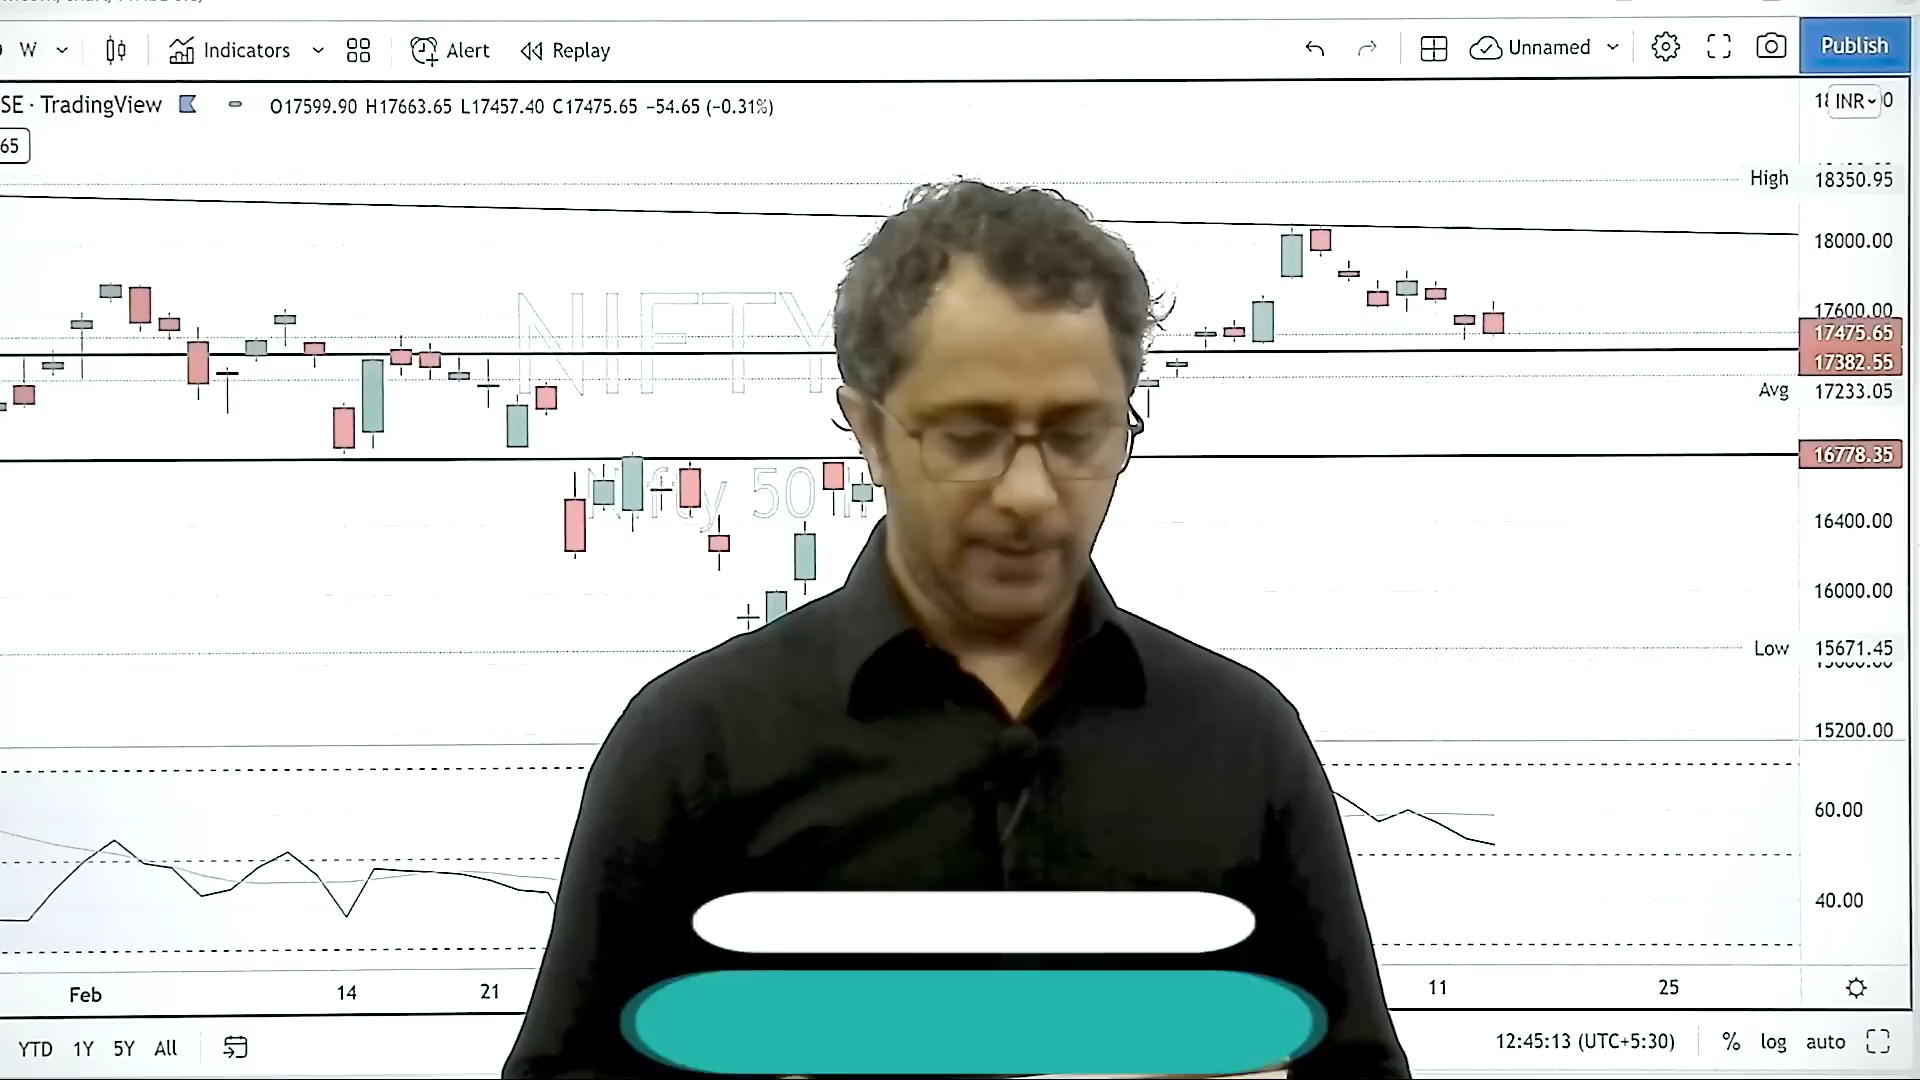 W Indicators Alert Replay Unnamed Publish
SE · TradingView O17599.90 H17663.65 L17457.40 C17475.65 −54.65 (−0.31%)
INR
65
High 18350.95
18000.00
NIFTY
17600.00
17475.65
17382.55
Avg 17233.05
16778.35
Nifty 50
16400.00
16000.00
Low 15671.45
15200.00
60.00
40.00
Feb 14 21 11 25
YTD 1Y 5Y All 12:45:13 (UTC+5:30) % log auto